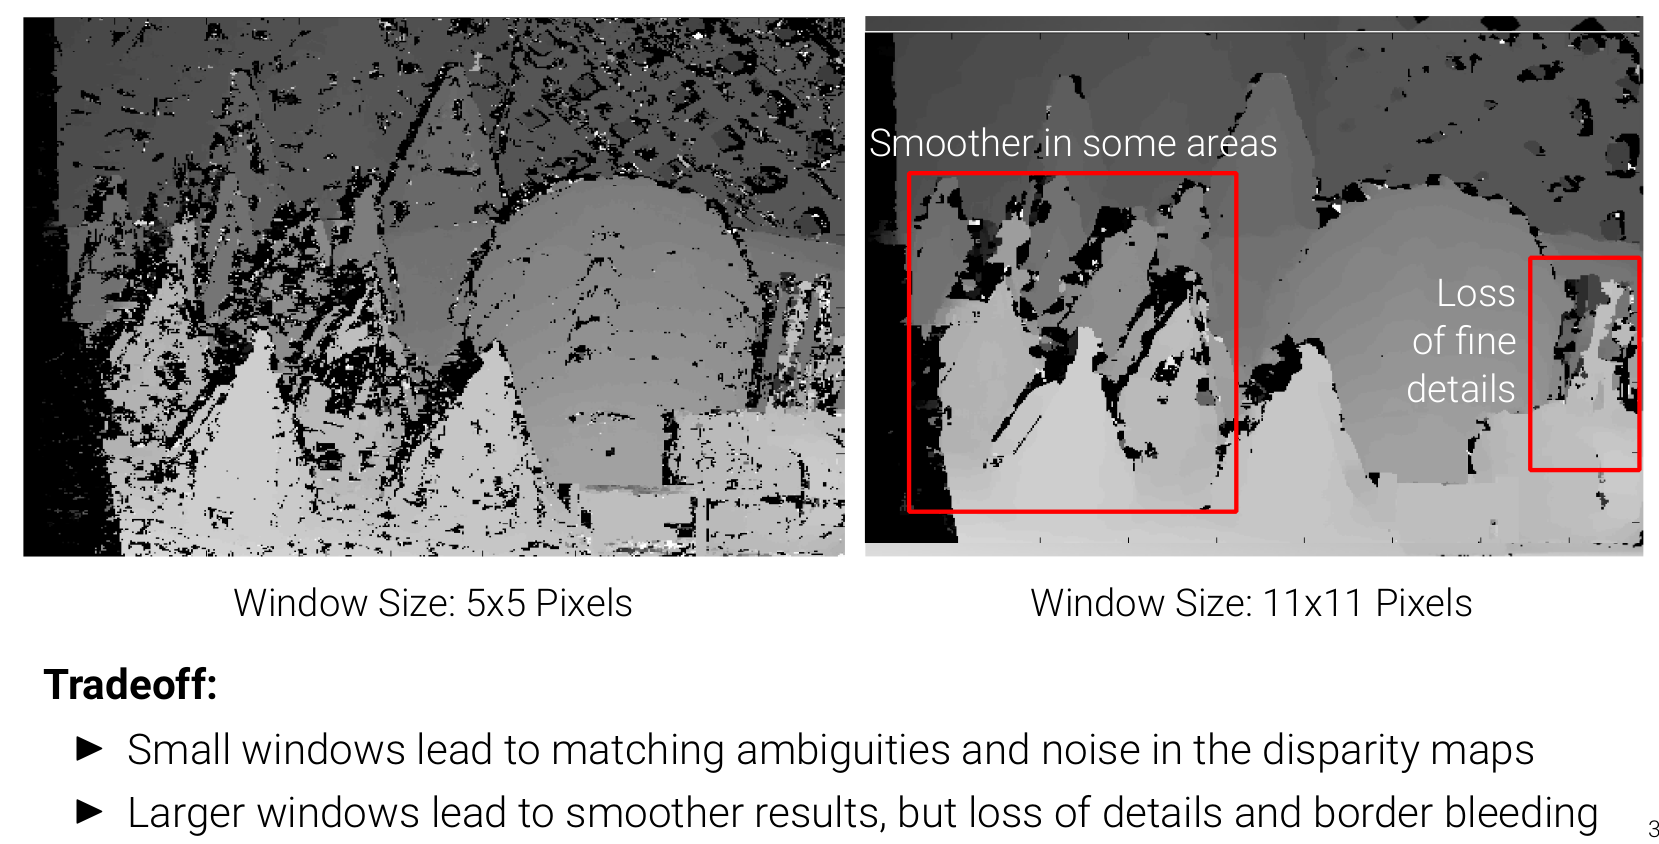 Smoother in some areas
Loss
of fine
details
Window Size: 5x5 Pixels
Window Size: 11x11 Pixels
Tradeoff:
► Small windows lead to matching ambiguities and noise in the disparity maps
► Larger windows lead to smoother results, but loss of details and border bleeding
3